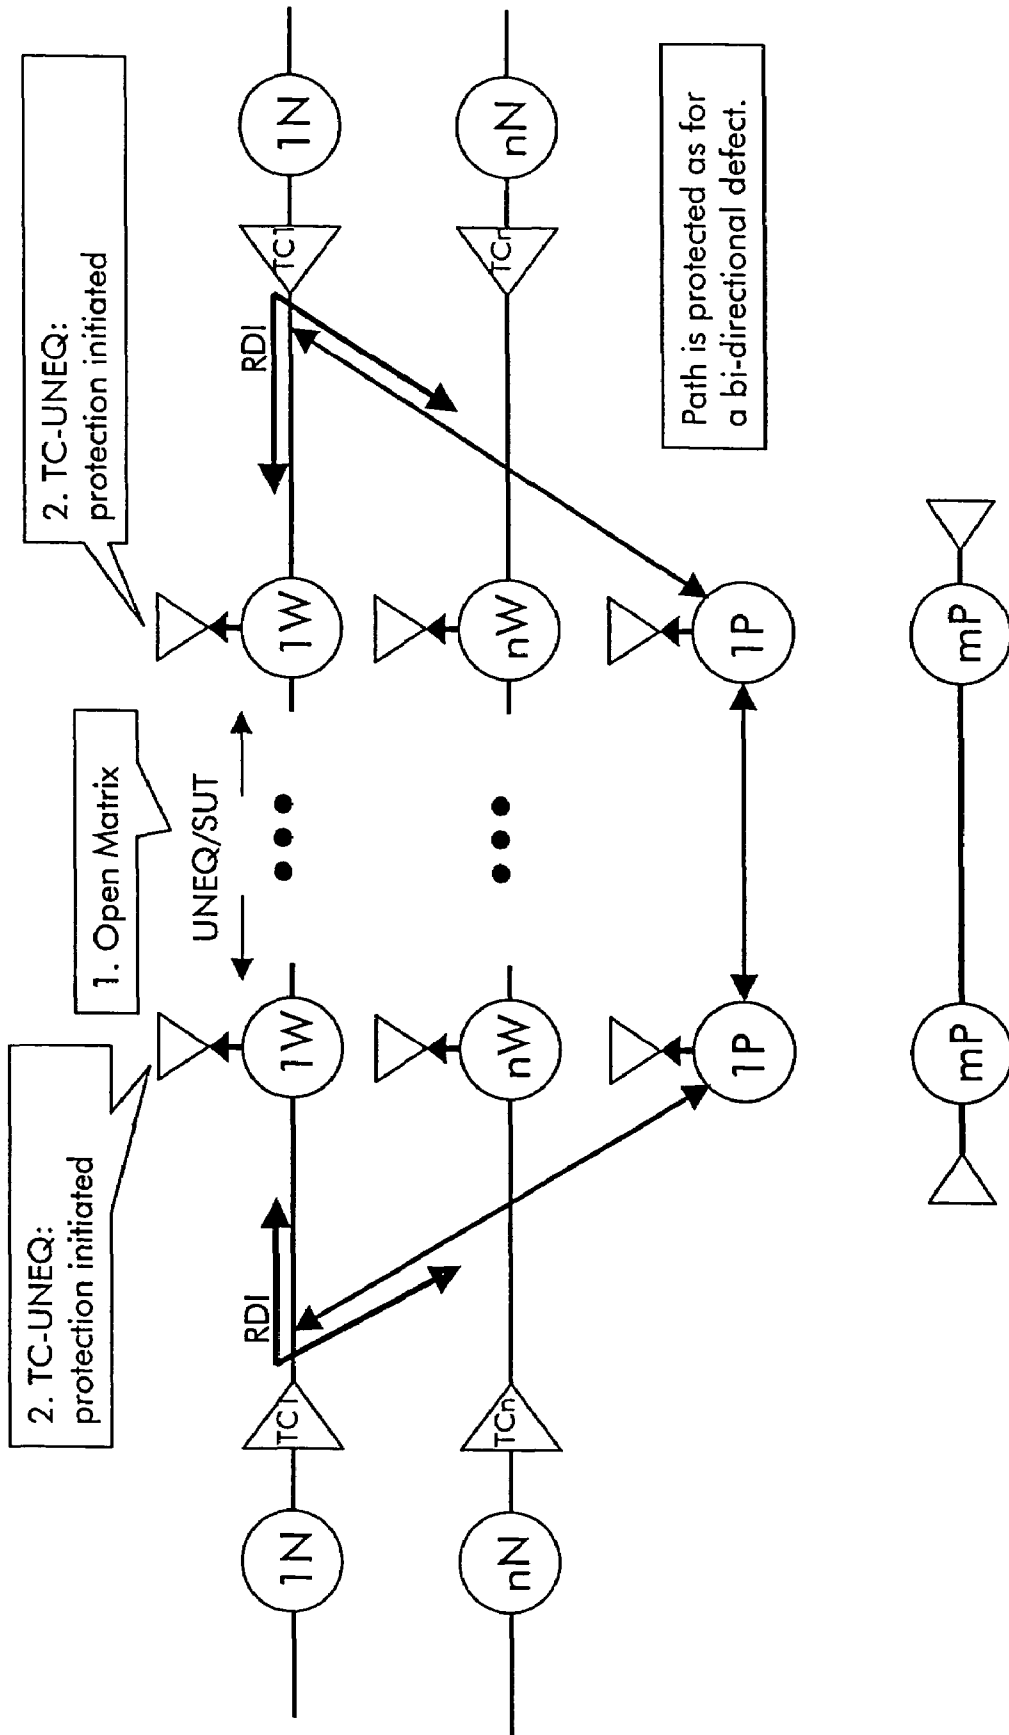 2. TC-UNEQ:
protection initiated
1. Open Matrix
2. TC-UNEQ:
protection initiated
UNEQ/SUT
RDI
RDI
1N
TC1
1W
1W
TC1
1N
nN
TCn
nW
nW
TCn
nN
1P
1P
Path is protected as for
a bi-directional defect.
mP
mP